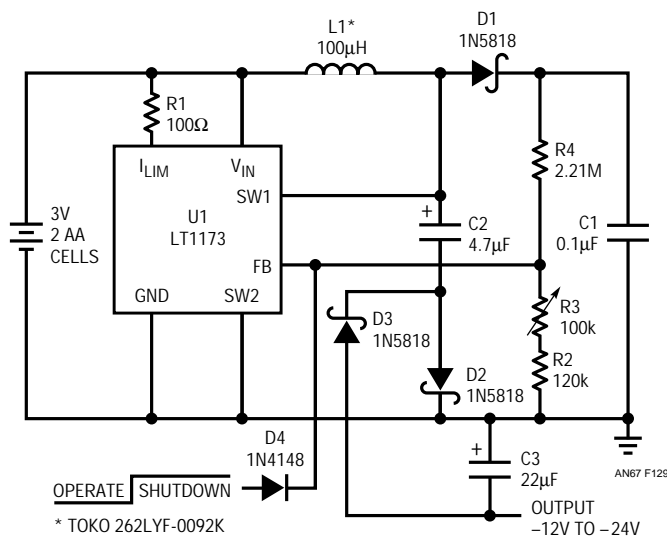 L1*
100µH
D1
1N5818
R1
100Ω
R4
2.21M
ILIM
VIN
SW1
U1
LT1173
3V
2 AA
CELLS
+
C2
4.7µF
C1
0.1µF
FB
GND
SW2
D3
1N5818
R3
100k
D2
1N5818
R2
120k
D4
1N4148
+
C3
22µF
AN67 F129
OPERATE SHUTDOWN
OUTPUT
–12V TO –24V
* TOKO 262LYF-0092K